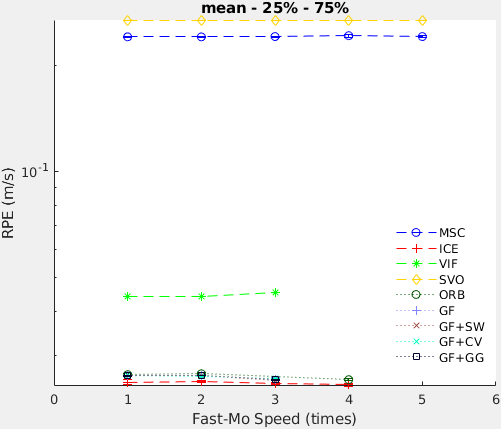 mean - 25% - 75%
RPE (m/s)
10-1
MSC
ICE
VIF
SVO
ORB
GF
GF+SW
GF+CV
GF+GG
0 1 2 3 4 5 6
Fast-Mo Speed (times)